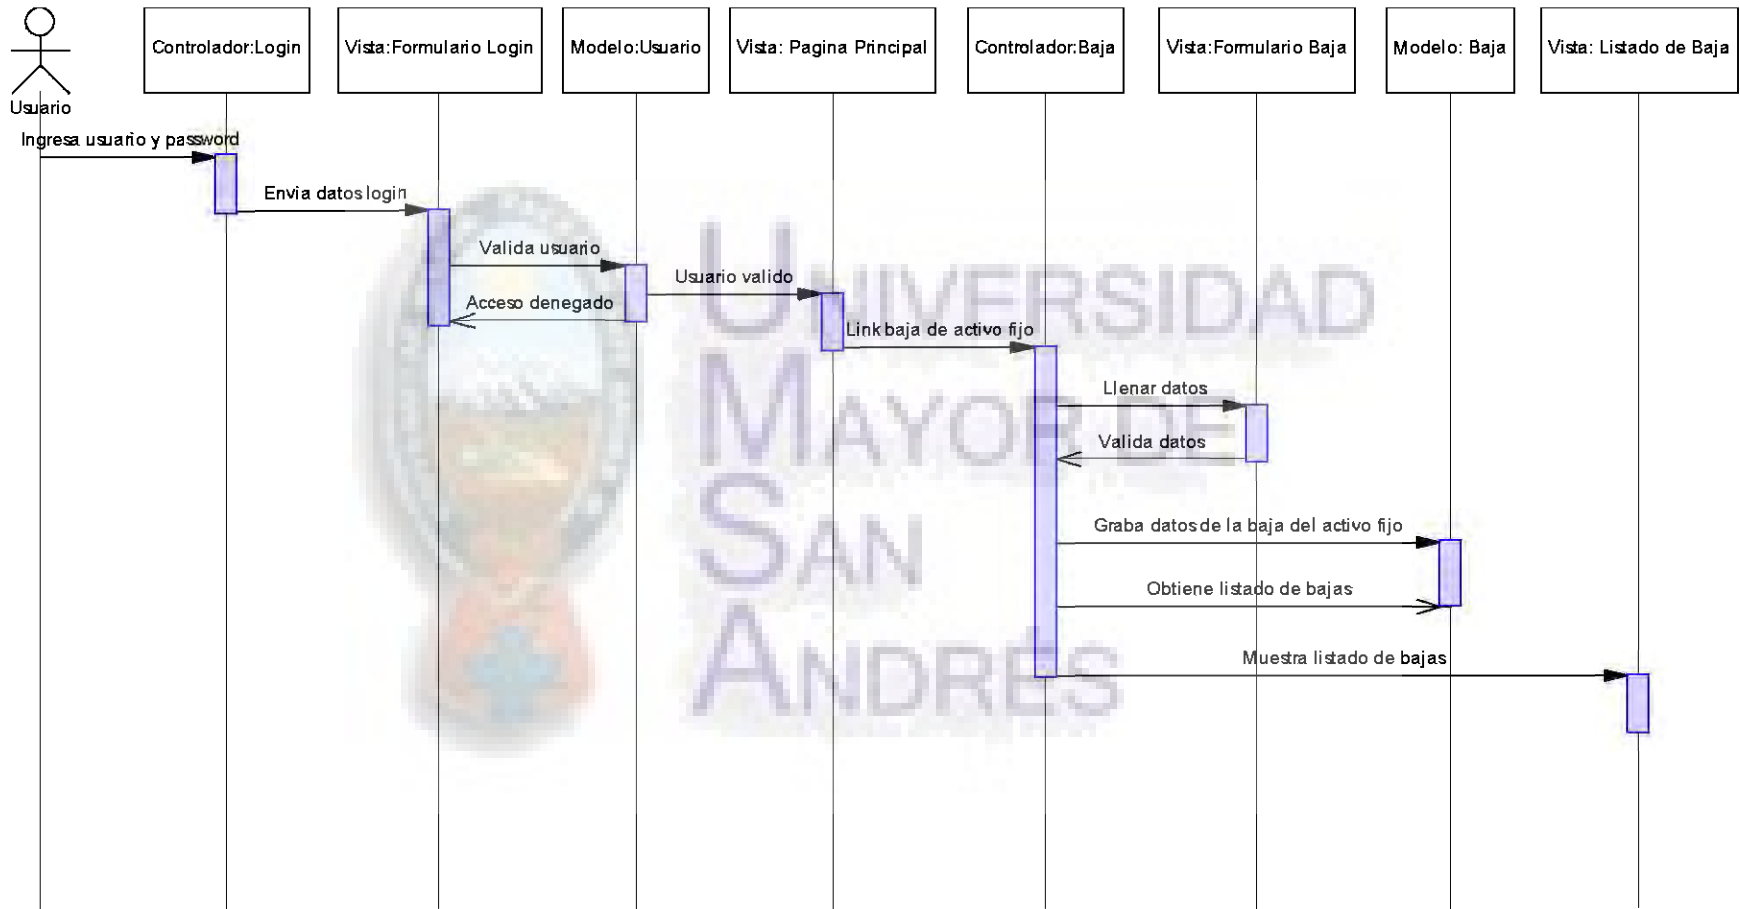 Controlador:Login
Vista:Formulario Login
Modelo:Usuario
Vista: Pagina Principal
Controlador:Baja
Vista:Formulario Baja
Modelo: Baja
Vista: Listado de Baja
Usuario
Ingresa usuario y password
Envia datos login
Valida usuario
Usuario valido
Acceso denegado
Link baja de activo fijo
Llenar datos
Valida datos
Graba datos de la baja del activo fijo
Obtiene listado de bajas
Muestra listado de bajas
UNIVERSIDAD
MAYOR DE
SAN
ANDRÉS